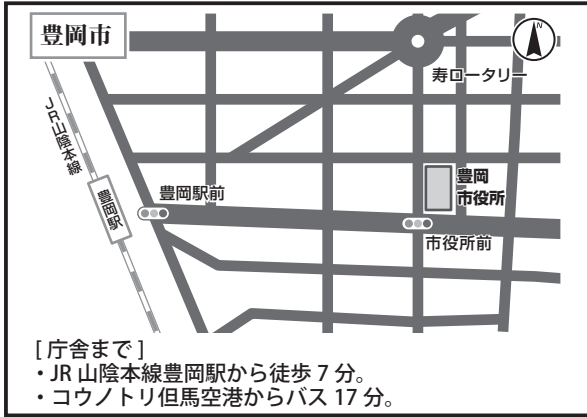 豊岡市
N
寿ロータリー
JR山陰本線
豊岡駅
豊岡駅前
豊岡
市役所
市役所前
[ 庁舎まで ]
・JR 山陰本線豊岡駅から徒歩 7 分。
・コウノトリ但馬空港からバス 17 分。